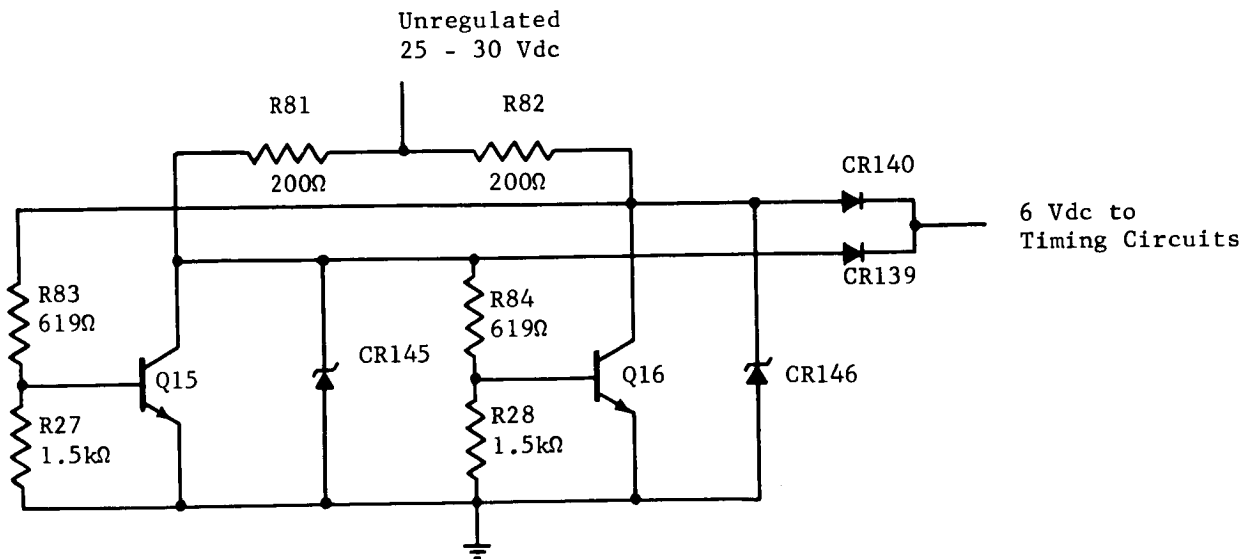 Unregulated
25 - 30 Vdc
R81
R82
200Ω
200Ω
CR140
6 Vdc to
Timing Circuits
CR139
R83
619Ω
R84
619Ω
Q15
CR145
Q16
CR146
R27
1.5kΩ
R28
1.5kΩ